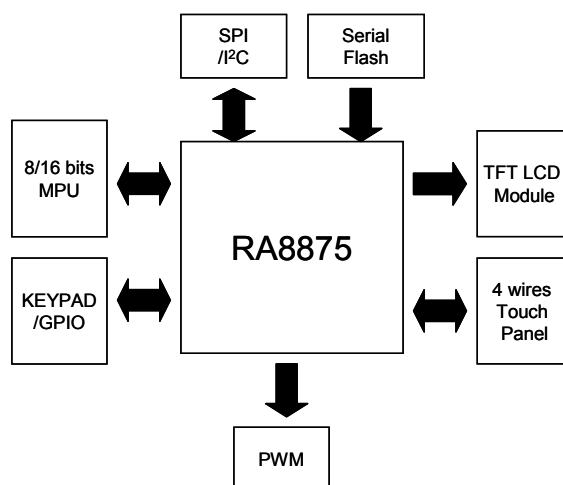 SPI
/I²C
Serial
Flash
8/16 bits
MPU
TFT LCD
Module
RA8875
KEYPAD
/GPIO
4 wires
Touch
Panel
PWM